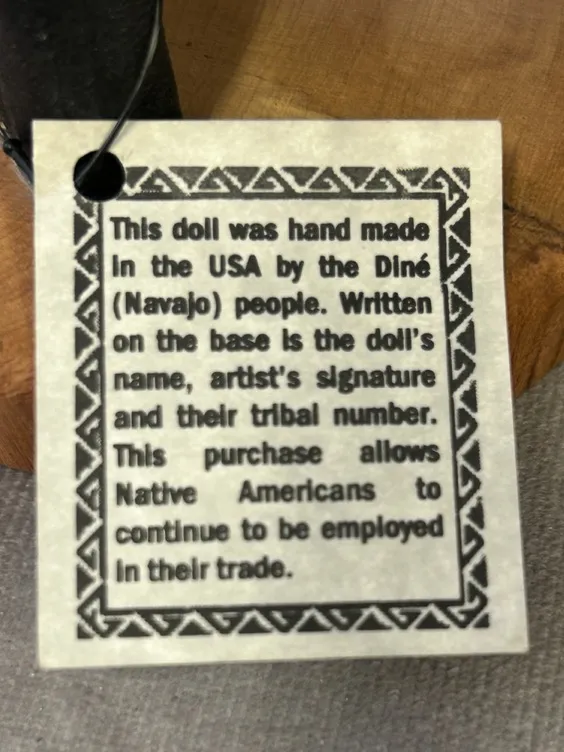 This doll was hand made
in the USA by the Diné
(Navajo) people. Written
on the base is the doll's
name, artist's signature
and their tribal number.
This purchase allows
Native Americans to
continue to be employed
in their trade.